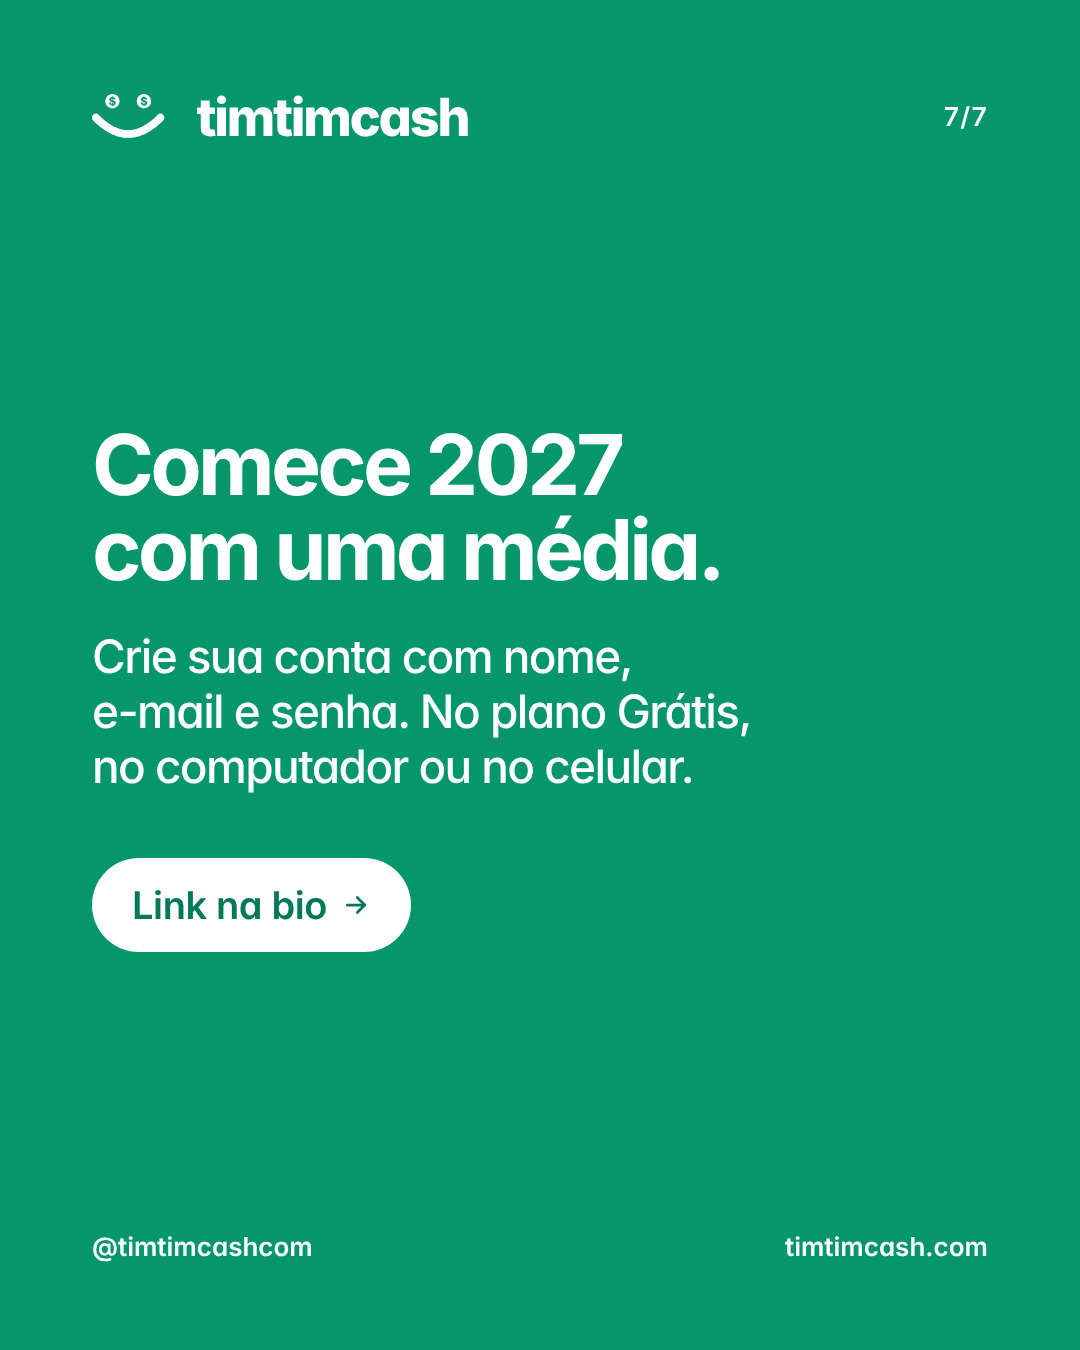 timtimcash
7/7
Comece 2027
com uma média.
Crie sua conta com nome,
e-mail e senha. No plano Grátis,
no computador ou no celular.
Link na bio →
@timtimcashcom
timtimcash.com